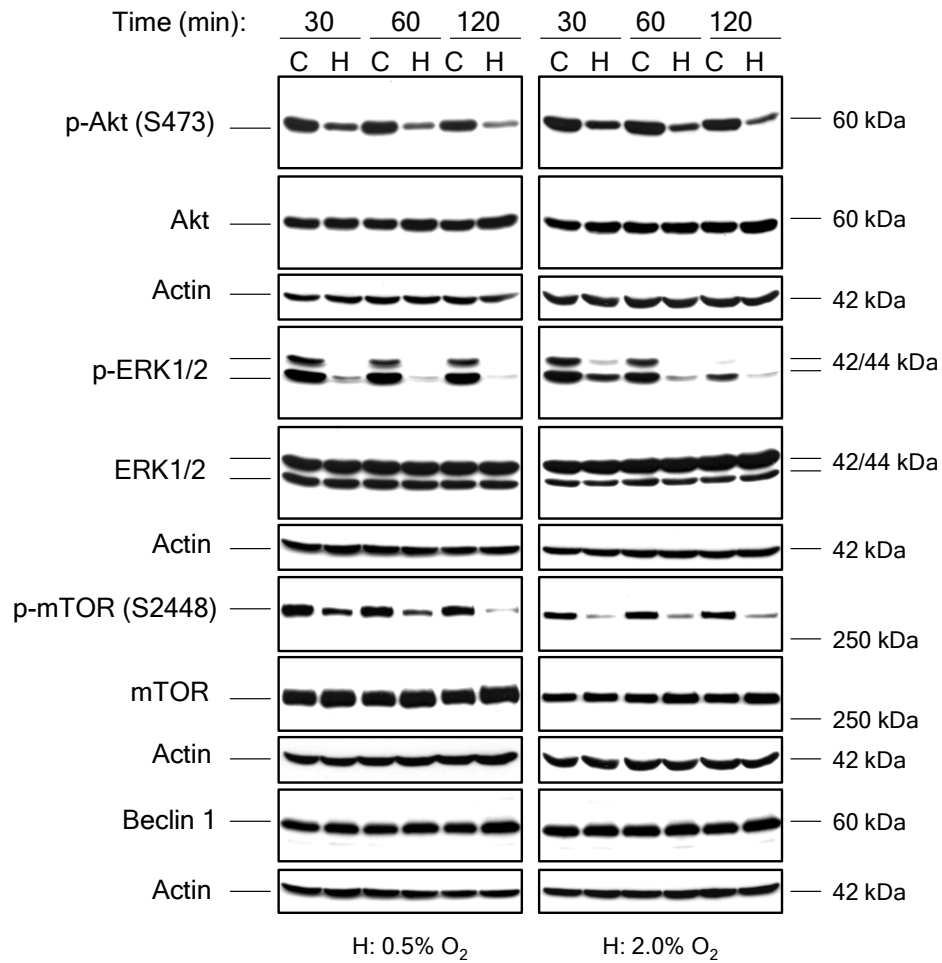 Time (min): 30 60 120 30 60 120
C H C H C H C H C H C H
p-Akt (S473) 60 kDa
Akt 60 kDa
Actin 42 kDa
p-ERK1/2 42/44 kDa
ERK1/2 42/44 kDa
Actin 42 kDa
p-mTOR (S2448) 250 kDa
mTOR 250 kDa
Actin 42 kDa
Beclin 1 60 kDa
Actin 42 kDa
H: 0.5% O₂ H: 2.0% O₂